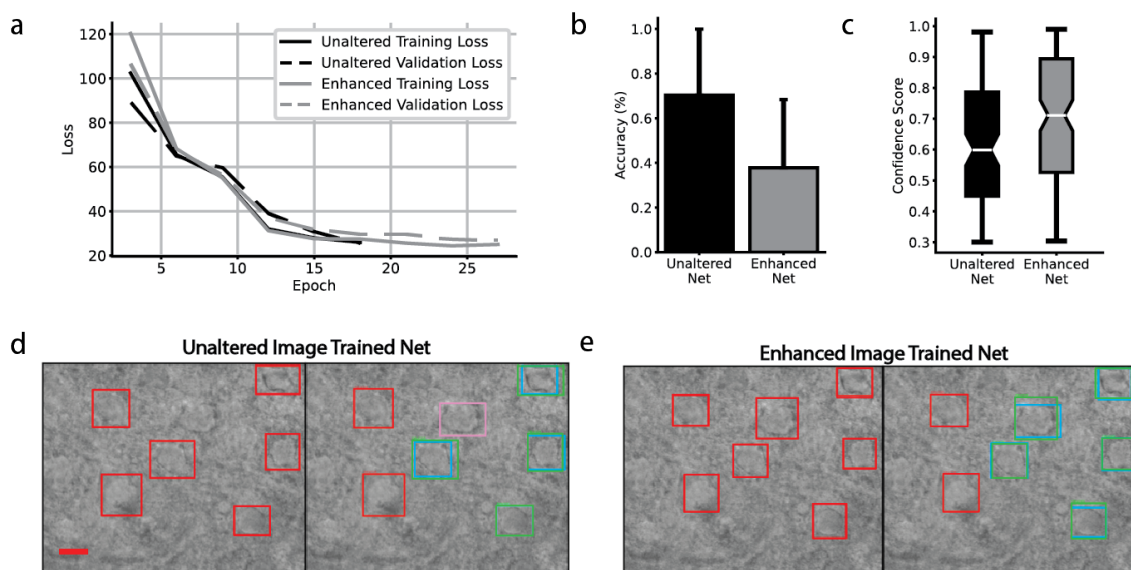 a
120
100
80
60
40
20
Loss
5
10
15
20
25
Epoch
Unaltered Training Loss
Unaltered Validation Loss
Enhanced Training Loss
Enhanced Validation Loss
b
1.0
0.8
0.6
0.4
0.2
0.0
Accuracy (%)
Unaltered
Net
Enhanced
Net
c
1.0
0.9
0.8
0.7
0.6
0.5
0.4
0.3
Confidence Score
Unaltered
Net
Enhanced
Net
d
Unaltered Image Trained Net
e
Enhanced Image Trained Net